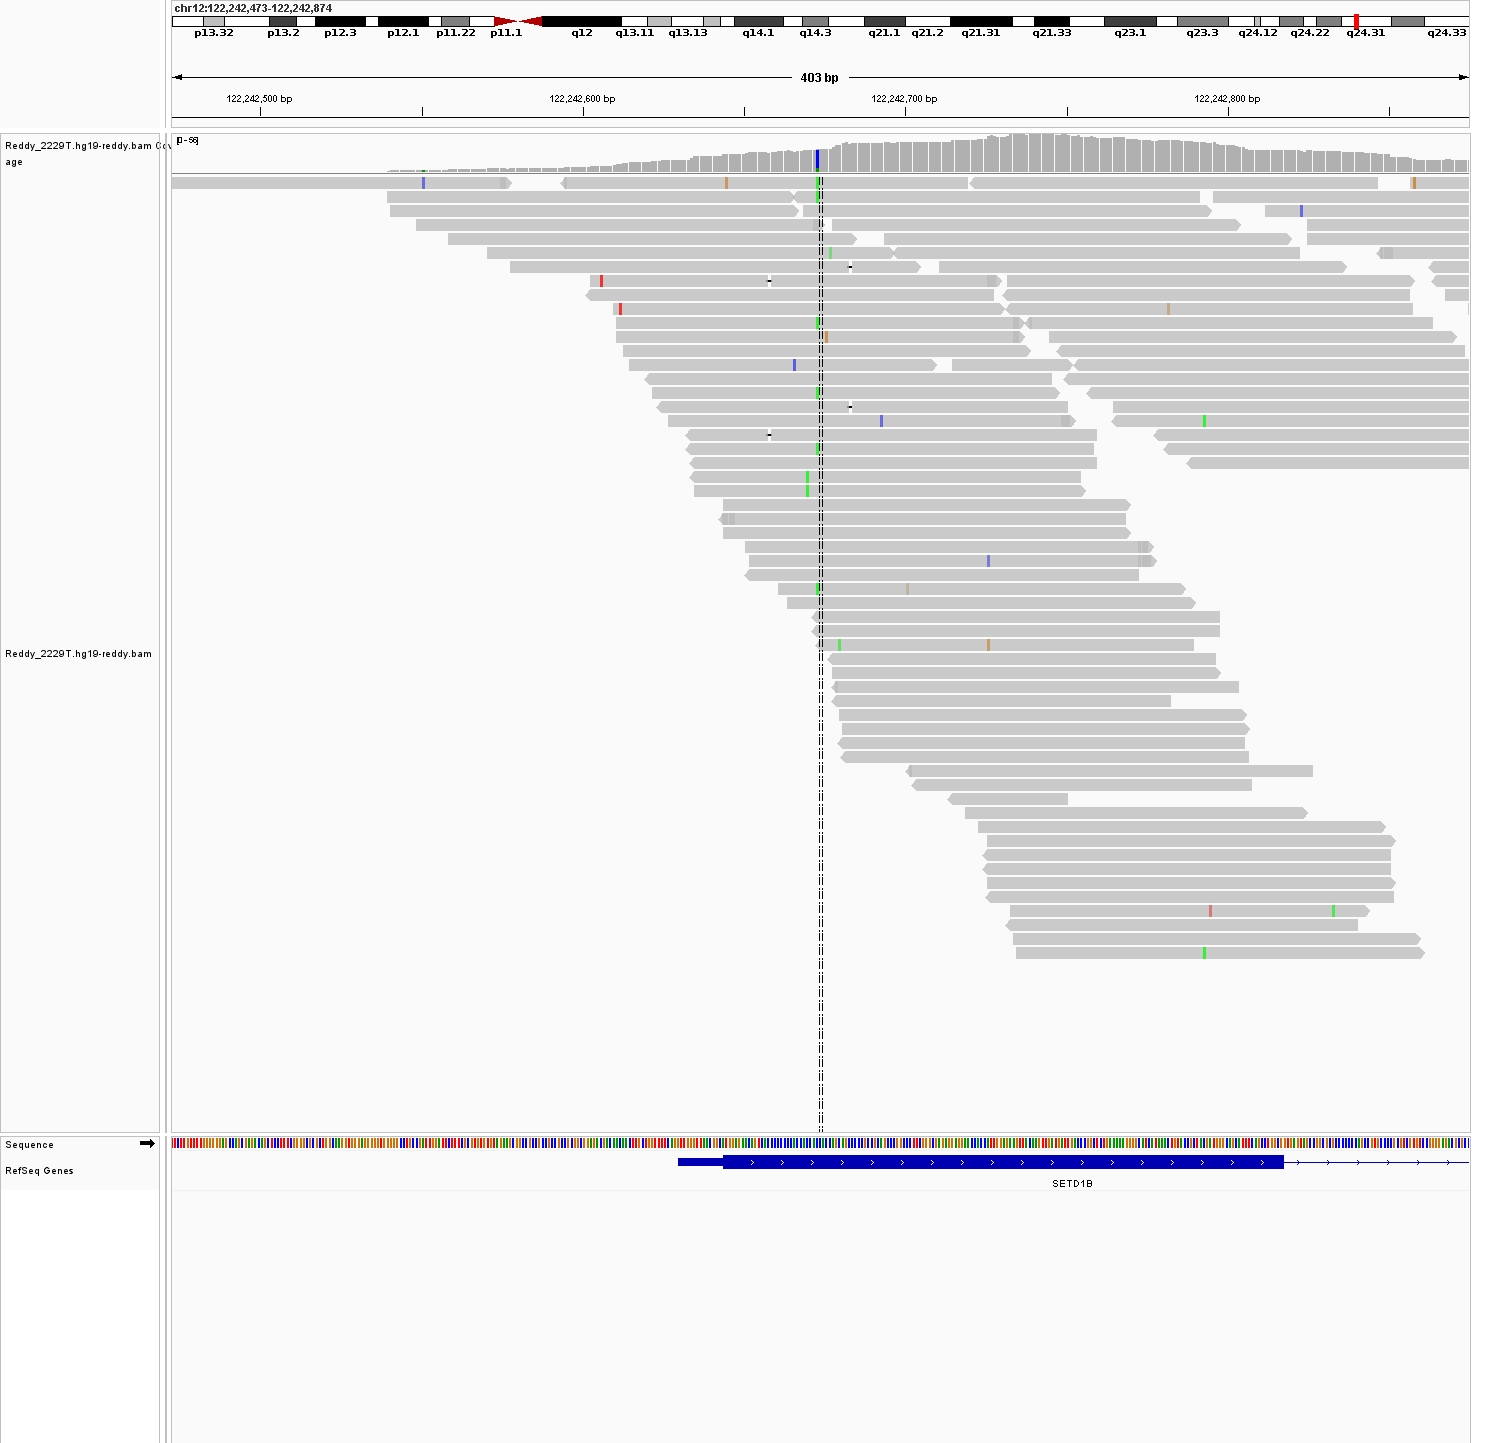 chr12:122,242,473-122,242,874
p13.32 p13.2 p12.3 p12.1 p11.22 p11.1 q12 q13.11 q13.13 q14.1 q14.3 q21.1 q21.2 q21.31 q21.33 q23.1 q23.3 q24.12 q24.22 q24.31 q24.33
403 bp
122,242,500 bp 122,242,600 bp 122,242,700 bp 122,242,800 bp
Reddy_2229T.hg19-reddy.bam Cov
age
[0-56]
Reddy_2229T.hg19-reddy.bam
Sequence
RefSeq Genes
SETD1B